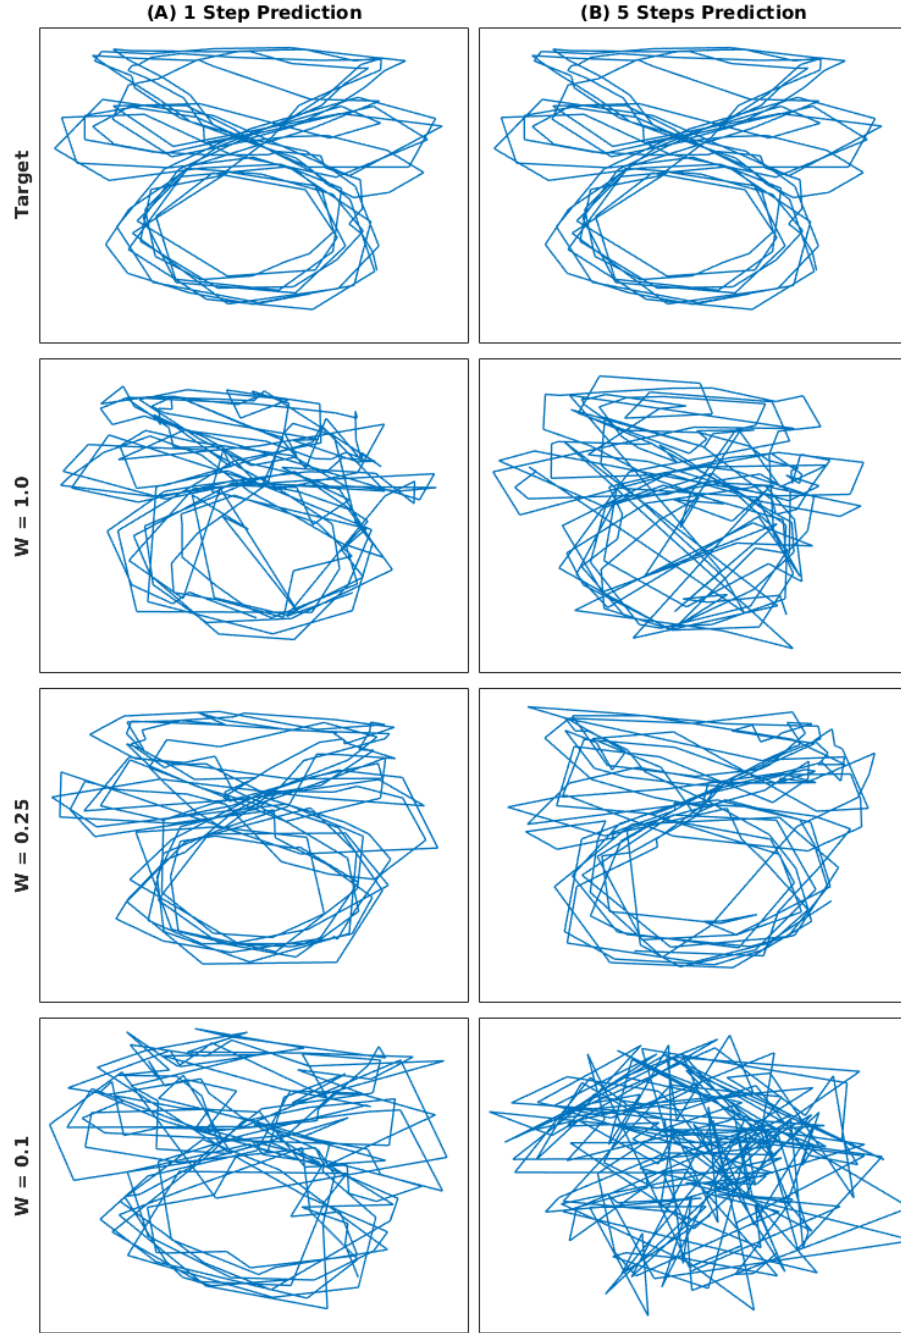 (A) 1 Step Prediction
(B) 5 Steps Prediction
Target
W = 1.0
W = 0.25
W = 0.1